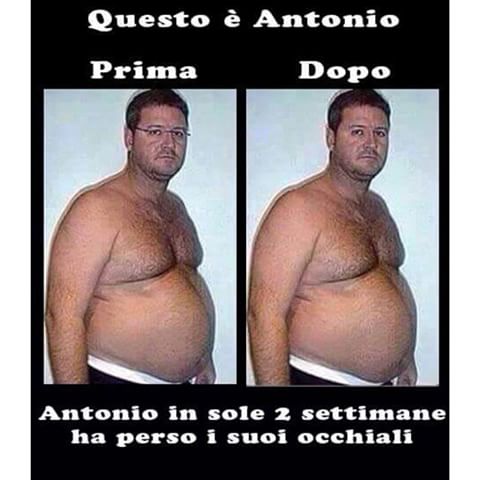 Questo è Antonio
Prima Dopo
Antonio in sole 2 settimane
ha perso i suoi occhiali